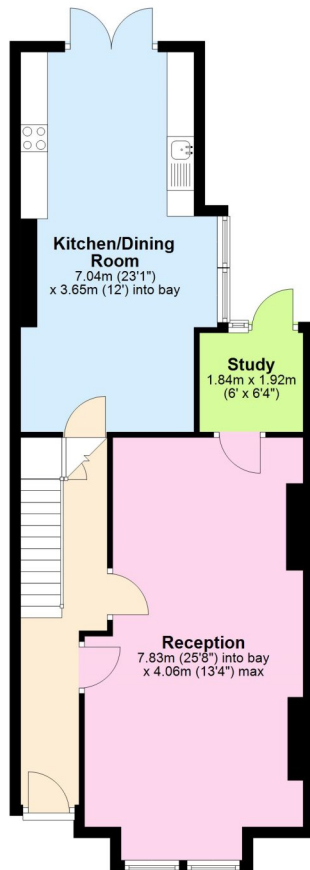 Kitchen/Dining
Room
7.04m (23'1")
x 3.65m (12') into bay
Study
1.84m x 1.92m
(6' x 6'4")
Reception
7.83m (25'8") into bay
x 4.06m (13'4") max